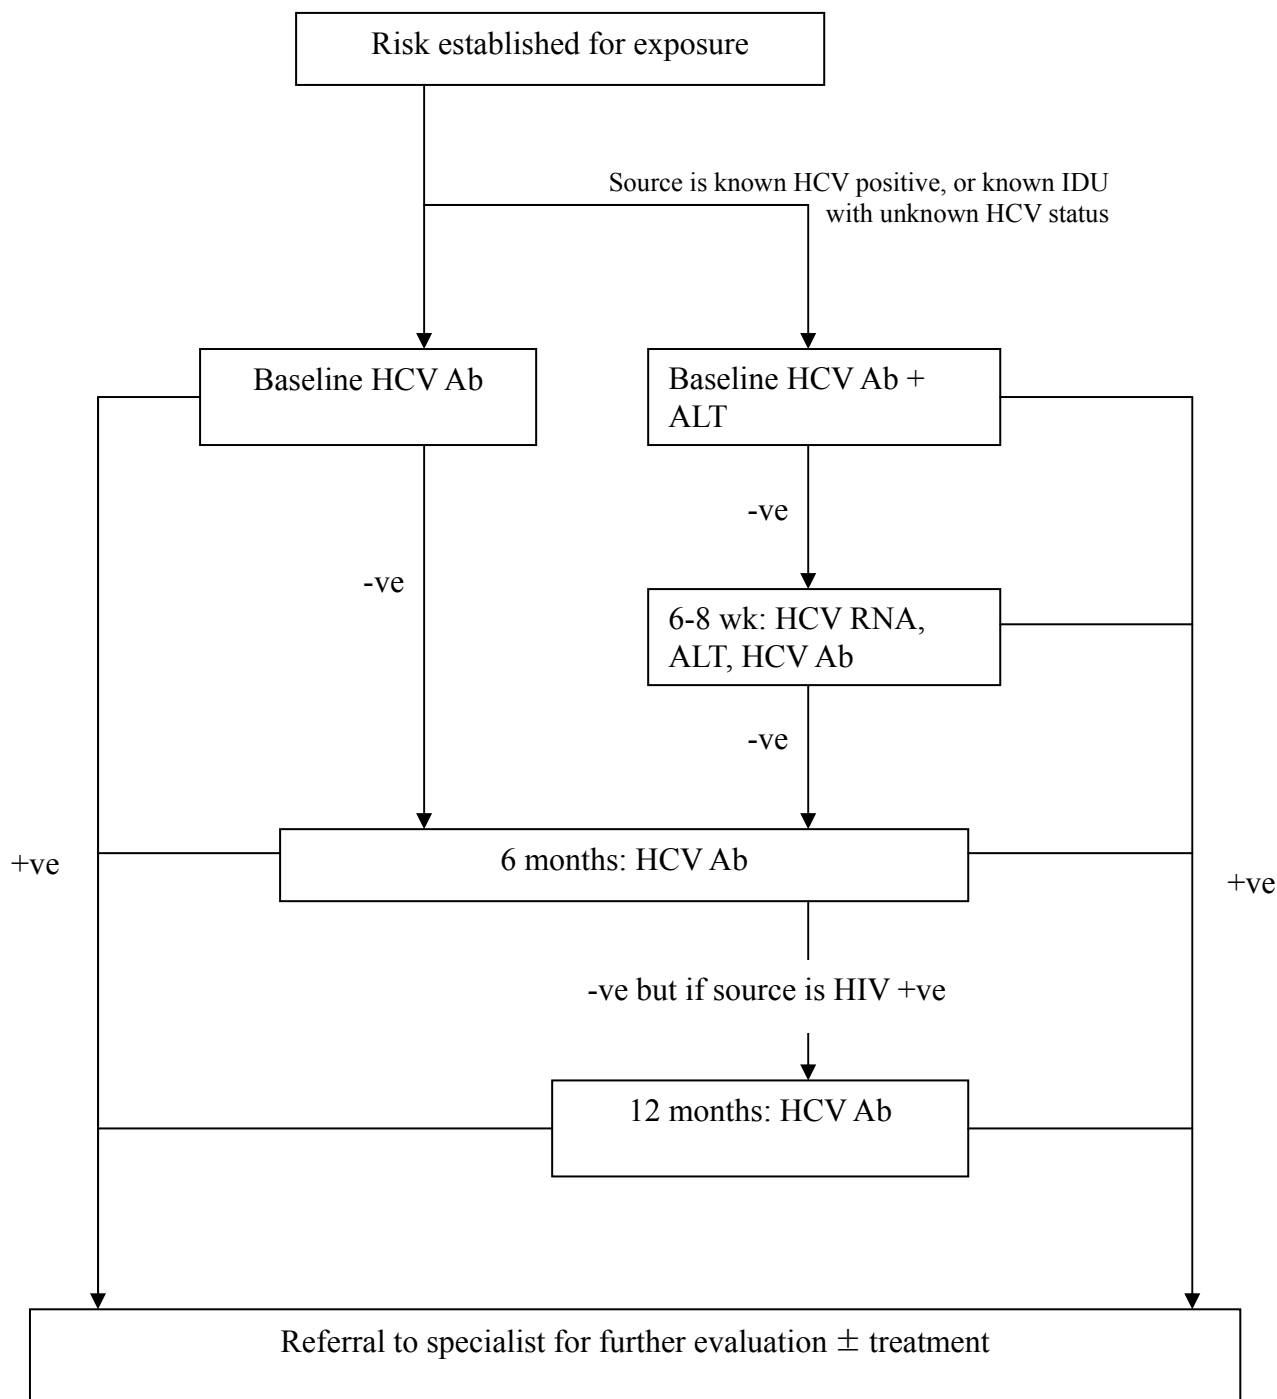 Risk established for exposure
Source is known HCV positive, or known IDU
with unknown HCV status
Baseline HCV Ab
Baseline HCV Ab +
ALT
-ve
-ve
6-8 wk: HCV RNA,
ALT, HCV Ab
-ve
6 months: HCV Ab
+ve
+ve
-ve but if source is HIV +ve
12 months: HCV Ab
Referral to specialist for further evaluation ± treatment